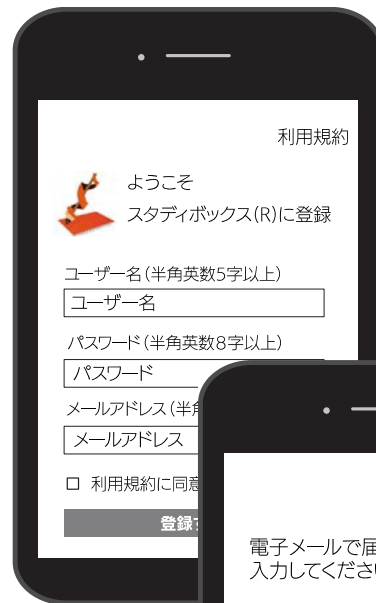 利用規約
ようこそ
スタディボックス(R)に登録
ユーザー名(半角英数5字以上)
ユーザー名
パスワード(半角英数8字以上)
パスワード
メールアドレス(半角
メールアドレス
□ 利用規約に同意
登録
電子メールで届
入力してくださ